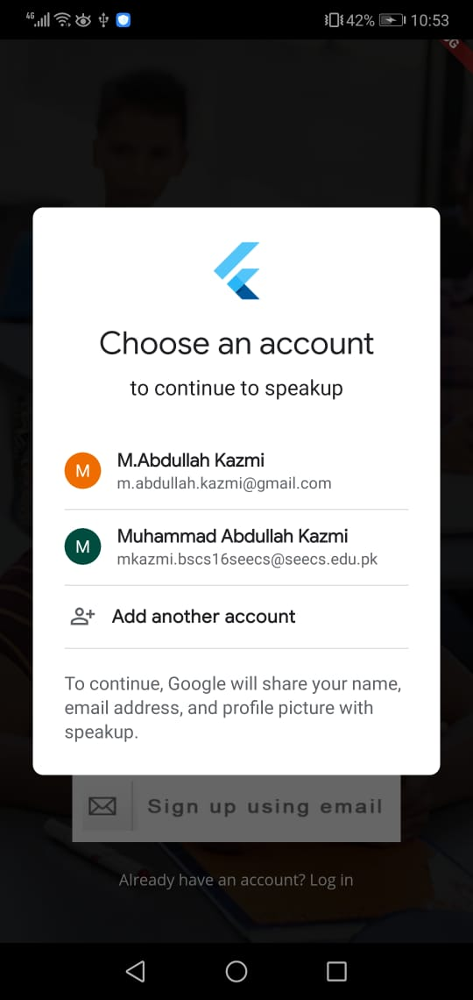 4G 42% 10:53
G
Choose an account
to continue to speakup
M M.Abdullah Kazmi
m.abdullah.kazmi@gmail.com
M Muhammad Abdullah Kazmi
mkazmi.bscs16seecs@seecs.edu.pk
Add another account
To continue, Google will share your name,
email address, and profile picture with
speakup.
Sign up using email
Already have an account? Log in